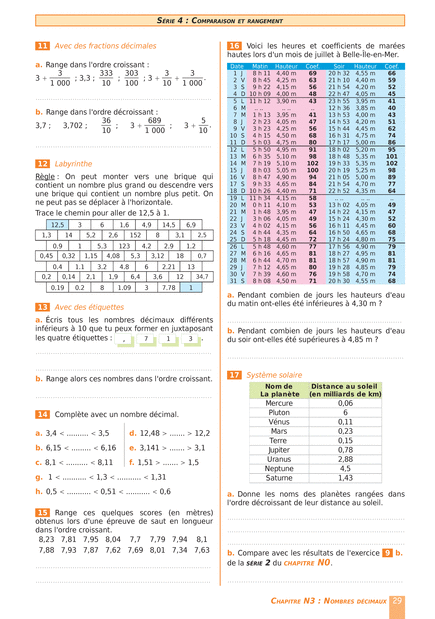 SÉRIE 4 : COMPARAISON ET RANGEMENT
11 Avec des fractions décimales
a. Range dans l'ordre croissant :
3 + 3/1 000 ; 3,3 ; 333/10 ; 303/100 ; 3 + 3/10 + 3/1 000.
b. Range dans l'ordre décroissant :
3,7 ; 3,702 ; 36/10 ; 3 + 689/1 000 ; 3 + 5/10.
12 Labyrinthe
Règle : On peut monter vers une brique qui
contient un nombre plus grand ou descendre vers
une brique qui contient un nombre plus petit. On
ne peut pas se déplacer à l'horizontale.
Trace le chemin pour aller de 12,5 à 1.
12,5 3 6 1,6 4,9 14,5 6,9
1,3 14 5,2 2,6 152 8 3,1 2,5
0,9 1 5,3 123 4,2 2,9 1,2
0,45 0,32 1,15 4,08 5,3 3,12 18 0,7
0,4 1,1 3,2 4,8 6 2,21 13
0,2 0,14 2,1 1,9 6,4 3,6 12 34,7
0,19 0,2 8 1,09 3 7,78 1
13 Avec des étiquettes
a. Écris tous les nombres décimaux différents
inférieurs à 10 que tu peux former en juxtaposant
les quatre étiquettes : , 7 1 3 .
b. Range alors ces nombres dans l'ordre croissant.
14 Complète avec un nombre décimal.
a. 3,4 < .......... < 3,5 d. 12,48 > ....... > 12,2
b. 6,15 < ........ < 6,16 e. 3,141 > ....... > 3,1
c. 8,1 < .......... < 8,11 f. 1,51 > ....... > 1,5
g. 1 < ........... < 1,3 < ........... < 1,31
h. 0,5 < ........... < 0,51 < ........... < 0,6
15 Range ces quelques scores (en mètres)
obtenus lors d'une épreuve de saut en longueur
dans l'ordre croissant.
8,23 7,81 7,95 8,04 7,7 7,79 7,94 8,1
7,88 7,93 7,87 7,62 7,69 8,01 7,34 7,63
16 Voici les heures et coefficients de marées
hautes lors d'un mois de juillet à Belle-Île-en-Mer.
Date Matin Hauteur Coef. Soir Hauteur Coef.
1 J 8 h 11 4,40 m 69 20 h 32 4,55 m 66
2 V 8 h 45 4,25 m 63 21 h 10 4,40 m 59
3 S 9 h 22 4,15 m 56 21 h 54 4,20 m 52
4 D 10 h 09 4,00 m 48 22 h 47 4,05 m 45
5 L 11 h 12 3,90 m 43 23 h 55 3,95 m 41
6 M .. .. .. 12 h 36 3,85 m 40
7 M 1 h 13 3,95 m 41 13 h 53 4,00 m 43
8 J 2 h 23 4,05 m 47 14 h 53 4,20 m 51
9 V 3 h 23 4,25 m 56 15 h 44 4,45 m 62
10 S 4 h 15 4,50 m 68 16 h 31 4,75 m 74
11 D 5 h 03 4,75 m 80 17 h 17 5,00 m 86
12 L 5 h 50 4,95 m 91 18 h 02 5,20 m 95
13 M 6 h 35 5,10 m 98 18 h 48 5,35 m 101
14 M 7 h 19 5,10 m 102 19 h 33 5,35 m 102
15 J 8 h 03 5,05 m 100 20 h 19 5,25 m 98
16 V 8 h 47 4,90 m 94 21 h 05 5,00 m 89
17 S 9 h 33 4,65 m 84 21 h 54 4,70 m 77
18 D 10 h 26 4,40 m 71 22 h 52 4,35 m 64
19 L 11 h 34 4,15 m 58 .. .. ..
20 M 0 h 11 4,10 m 53 13 h 02 4,05 m 49
21 M 1 h 48 3,95 m 47 14 h 22 4,15 m 47
22 J 3 h 06 4,05 m 49 15 h 24 4,30 m 52
23 V 4 h 02 4,15 m 56 16 h 11 4,45 m 60
24 S 4 h 44 4,35 m 64 16 h 50 4,65 m 68
25 D 5 h 18 4,45 m 72 17 h 24 4,80 m 75
26 L 5 h 48 4,60 m 77 17 h 56 4,90 m 79
27 M 6 h 16 4,65 m 81 18 h 27 4,95 m 81
28 M 6 h 44 4,70 m 81 18 h 57 4,90 m 81
29 J 7 h 12 4,65 m 80 19 h 28 4,85 m 79
30 V 7 h 39 4,60 m 76 19 h 58 4,70 m 74
31 S 8 h 08 4,50 m 71 20 h 30 4,55 m 68
a. Pendant combien de jours les hauteurs d'eau
du matin ont-elles été inférieures à 4,30 m ?
b. Pendant combien de jours les hauteurs d'eau
du soir ont-elles été supérieures à 4,85 m ?
17 Système solaire
Nom de La planète Distance au soleil (en milliards de km)
Mercure 0,06
Pluton 6
Vénus 0,11
Mars 0,23
Terre 0,15
Jupiter 0,78
Uranus 2,88
Neptune 4,5
Saturne 1,43
a. Donne les noms des planètes rangées dans
l'ordre décroissant de leur distance au soleil.
b. Compare avec les résultats de l'exercice 9 b.
de la SÉRIE 2 du CHAPITRE N0.
CHAPITRE N3 : NOMBRES DÉCIMAUX 29